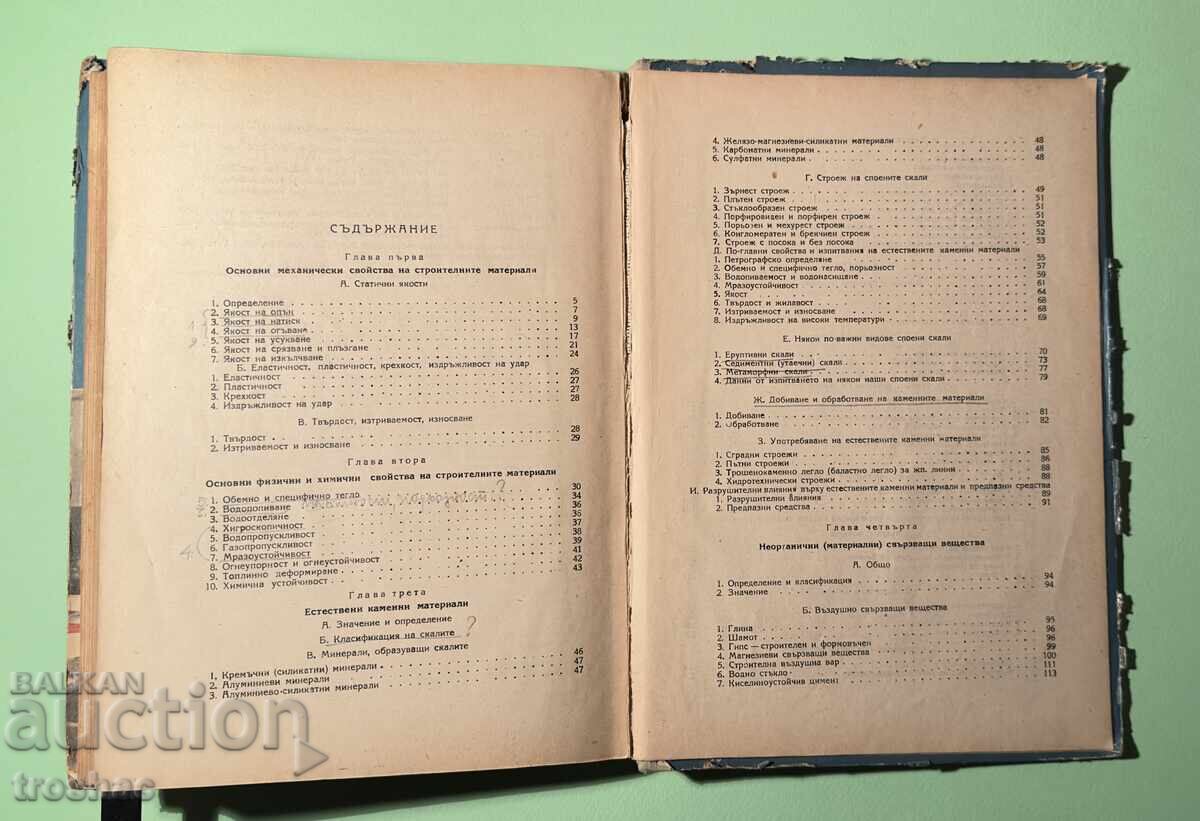 СЪДЪРЖАНИЕ
Глава първа
Основни механически свойства на строителните материали
А. Статични якости
1. Определение 5
2. Якост на опън 7
3. Якост на натиск 9
4. Якост на огъване 13
5. Якост на усукване 17
6. Якост на срязване и плъзгане 21
7. Якост на изкълчване 24
Б. Еластичност, пластичност, крехкост, издръжливост на удар
1. Еластичност 26
2. Пластичност 27
3. Крехкост 27
4. Издръжливост на удар 28
В. Твърдост, изтриваемост, износване
1. Твърдост 28
2. Изтриваемост и износване 29
Глава втора
Основни физични и химични свойства на строителните материали
1. Обемно и специфично тегло 30
2. Водопопиване 34
3. Водоотделяне 36
4. Хигроскопичност 36
5. Водопропускливост 37
6. Газопропускливост 38
7. Мразоустойчивост 39
8. Огнеупорност и огнеустойчивост 41
9. Топлинно деформиране 42
10. Химична устойчивост 43
4.
?
Глава трета
Естествени каменни материали
А. Значение и определение
Б. Класификация на скалите ?
В. Минерали, образуващи скалите
1. Кремъчни (силикатни) минерали 46
2. Алуминиеви минерали 47
3. Алуминиево-силикатни минерали 47
4. Желязо-магнезиеви-силикатни материали 48
5. Карбонатни минерали 48
6. Сулфатни минерали 48
Г. Строеж на споените скали
1. Зърнест строеж 49
2. Плътен строеж 51
3. Стъклообразен строеж 51
4. Порфировиден и порфирен строеж 51
5. Порьозен и мехурест строеж 52
6. Конгломератен и брекчиен строеж 52
7. Строеж с посока и без посока 53
Д. По-главни свойства и изпитвания на естествените каменни материали
1. Петрографско определяне 55
2. Обемно и специфично тегло, порьозност 57
3. Водопиваемост и водонасищане 59
4. Мразоустойчивост 61
5. Якост 64
6. Твърдост и жилавост 68
7. Изтриваемост и износване 68
8. Издръжливост на високи температури 69
Е. Някои по-важни видове споени скали
1. Еруптивни скали 70
2. Седиментни (утаечни) скали 73
3. Метаморфни скали 77
4. Данни от изпитването на някои наши споени скали 79
Ж. Добиване и обработване на каменните материали
1. Добиване 81
2. Обработване 82
З. Употребяване на естествените каменни материали
1. Сградни строежи 85
2. Пътни строежи 86
3. Трошенокаменно легло (баластно легло) за жп. линии 88
4. Хидротехнически строежи 88
И. Разрушителни влияния върху естествените каменни материали и предпазни средства
1. Разрушителни влияния 89
2. Предпазни средства 91
Глава четвърта
Неорганични (материални) свързващи вещества
А. Общо
1. Определение и класификация 94
2 Значение 94
Б. Въздушно свързващи вещества
1. Глина 95
2. Шамот 96
3. Гипс — строителен и формовъчен 96
4. Магнезиеви свързващи вещества 99
5. Строителна въздушна вар 100
6. Водно стъкло 111
7. Киселиноустойчив цимент 113
BALKAN
auction
troshac